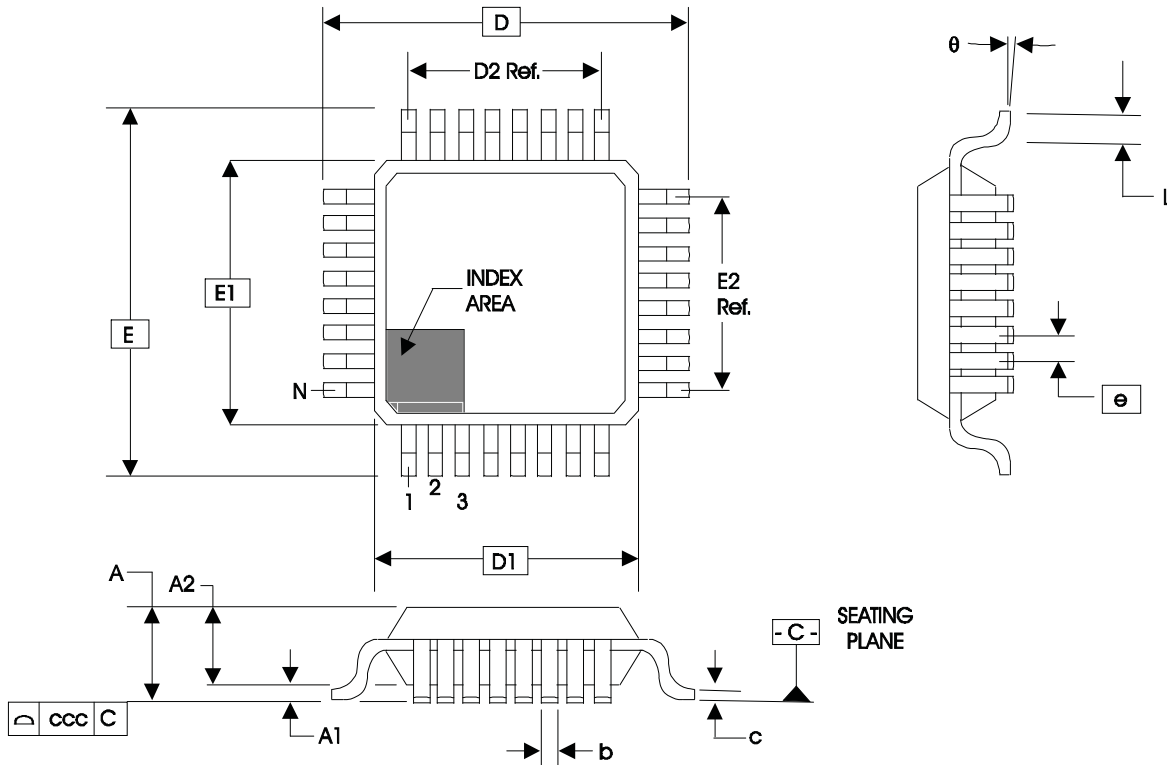 D
D2 Ref.
θ
L
E1
E
INDEX
AREA
E2
Ref.
N
e
1
2
3
D1
A
A2
- C -
SEATING
PLANE
ccc C
A1
b
c